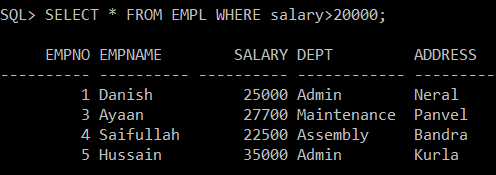 SQL> SELECT * FROM EMPL WHERE salary>20000;
EMPNO EMPNAME SALARY DEPT ADDRESS
---------- ----------- ---------- ----------- ---------
1 Danish 25000 Admin Neral
3 Ayaan 27700 Maintenance Panvel
4 Saifullah 22500 Assembly Bandra
5 Hussain 35000 Admin Kurla